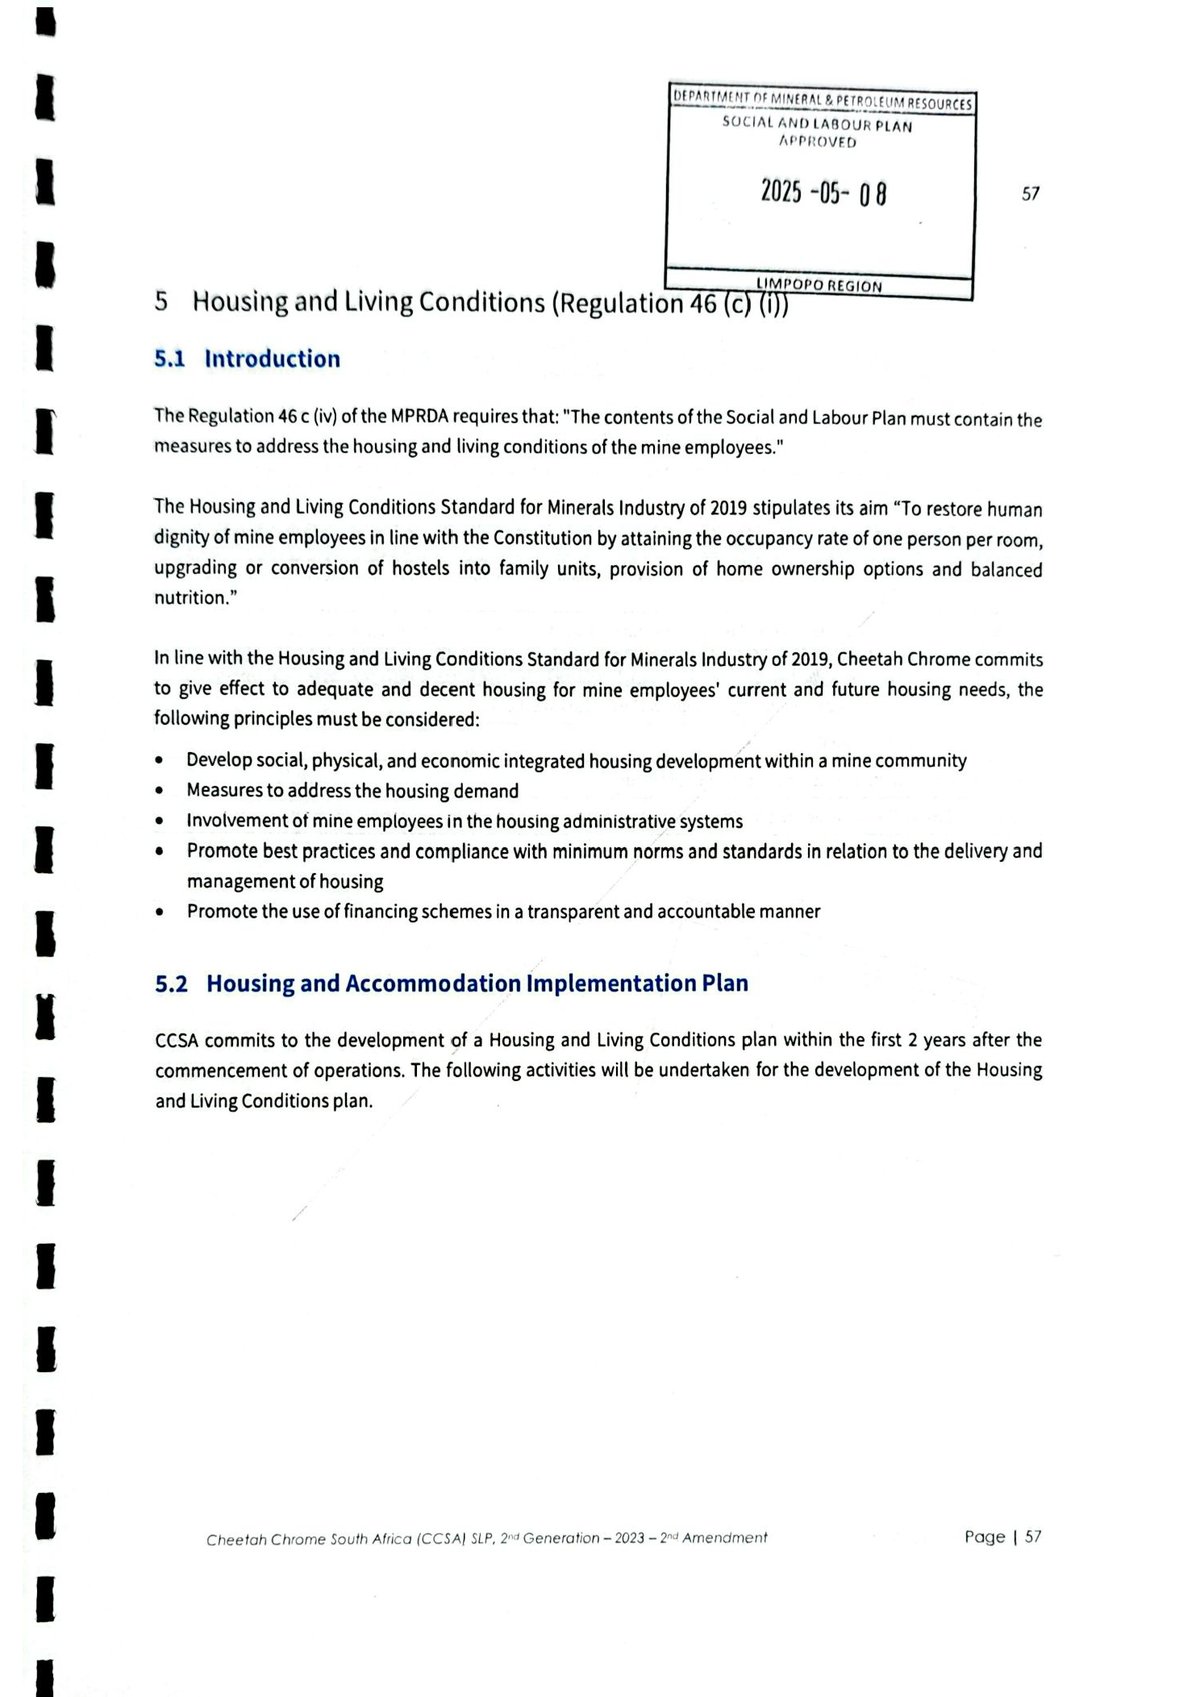 DEPARTMENT OF MINERAL & PETROLEUM RESOURCES
SOCIAL AND LABOUR PLAN
APPROVED
2025 -05- 08
LIMPOPO REGION
57
5 Housing and Living Conditions (Regulation 46 (c) (i))
5.1 Introduction
The Regulation 46 c (iv) of the MPRDA requires that: "The contents of the Social and Labour Plan must contain the
measures to address the housing and living conditions of the mine employees."
The Housing and Living Conditions Standard for Minerals Industry of 2019 stipulates its aim “To restore human
dignity of mine employees in line with the Constitution by attaining the occupancy rate of one person per room,
upgrading or conversion of hostels into family units, provision of home ownership options and balanced
nutrition.”
In line with the Housing and Living Conditions Standard for Minerals Industry of 2019, Cheetah Chrome commits
to give effect to adequate and decent housing for mine employees' current and future housing needs, the
following principles must be considered:
• Develop social, physical, and economic integrated housing development within a mine community
• Measures to address the housing demand
• Involvement of mine employees in the housing administrative systems
• Promote best practices and compliance with minimum norms and standards in relation to the delivery and
management of housing
• Promote the use of financing schemes in a transparent and accountable manner
5.2 Housing and Accommodation Implementation Plan
CCSA commits to the development of a Housing and Living Conditions plan within the first 2 years after the
commencement of operations. The following activities will be undertaken for the development of the Housing
and Living Conditions plan.
Cheetah Chrome South Africa (CCSA) SLP, 2nd Generation – 2023 – 2nd Amendment
Page | 57